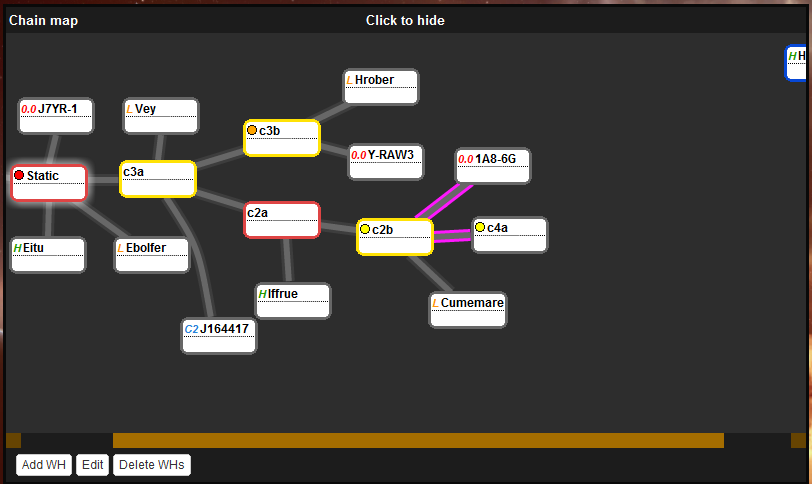 Chain map
Click to hide
H H
L Hrober
0.0 J7YR-1
L Vey
c3b
0.0 Y-RAW3
0.0 1A8-6G
Static
c3a
c2a
c2b
c4a
H Eitu
L Ebolfer
H Iffrue
L Cumemare
C2 J164417
Add WH
Edit
Delete WHs